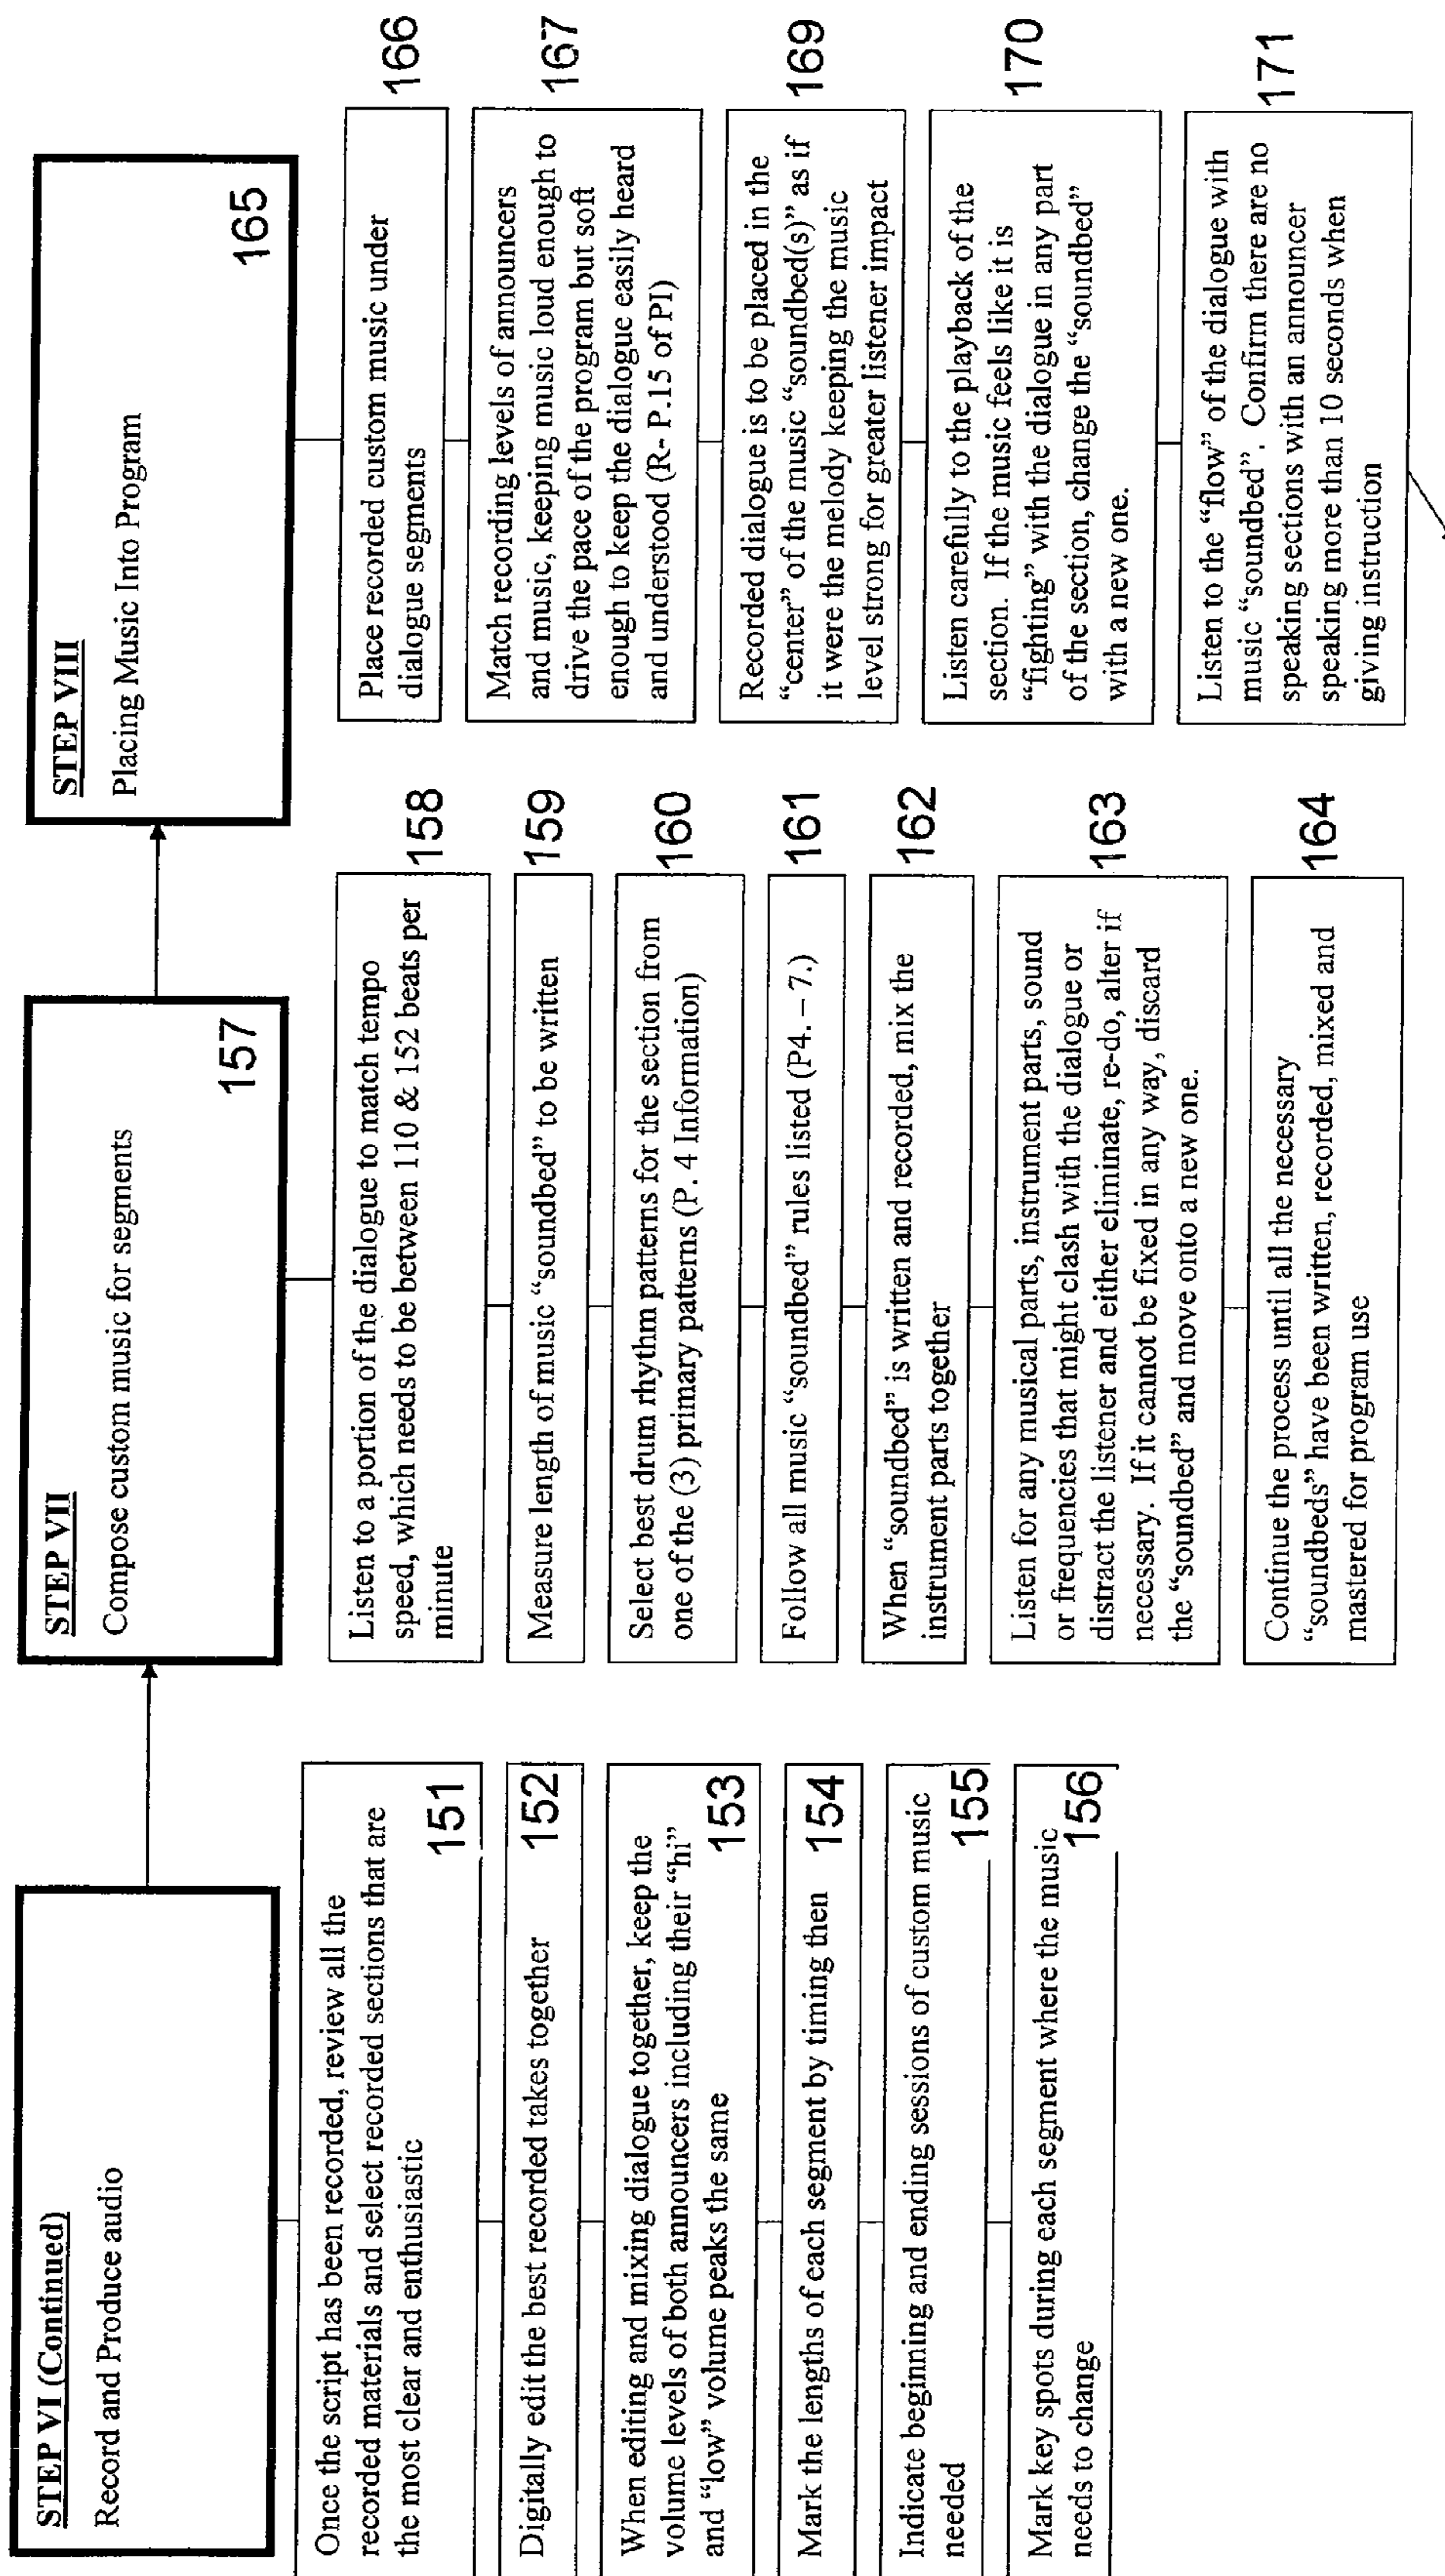 STEP VI (Continued)
Record and Produce audio
Once the script has been recorded, review all the
recorded materials and select recorded sections that are
the most clear and enthusiastic
151
Digitally edit the best recorded takes together
152
When editing and mixing dialogue together, keep the
volume levels of both announcers including their “hi”
and “low” volume peaks the same
153
Mark the lengths of each segment by timing then
154
Indicate beginning and ending sessions of custom music
needed
155
Mark key spots during each segment where the music
needs to change
156
STEP VII
Compose custom music for segments
157
Listen to a portion of the dialogue to match tempo
speed, which needs to be between 110 & 152 beats per
minute
158
Measure length of music “soundbed” to be written
159
Select best drum rhythm patterns for the section from
one of the (3) primary patterns (P. 4 Information)
160
Follow all music “soundbed” rules listed (P4. – 7.)
161
When “soundbed” is written and recorded, mix the
instrument parts together
162
Listen for any musical parts, instrument parts, sound
or frequencies that might clash with the dialogue or
distract the listener and either eliminate, re-do, alter if
necessary. If it cannot be fixed in any way, discard
the “soundbed” and move onto a new one.
163
Continue the process until all the necessary
“soundbeds” have been written, recorded, mixed and
mastered for program use
164
STEP VIII
Placing Music Into Program
165
Place recorded custom music under
dialogue segments
166
Match recording levels of announcers
and music, keeping music loud enough to
drive the pace of the program but soft
enough to keep the dialogue easily heard
and understood (R- P.15 of PI)
167
Recorded dialogue is to be placed in the
“center” of the music “soundbed(s)” as if
it were the melody keeping the music
level strong for greater listener impact
169
Listen carefully to the playback of the
section. If the music feels like it is
“fighting” with the dialogue in any part
of the section, change the “soundbed”
with a new one.
170
Listen to the “flow” of the dialogue with
music “soundbed”. Confirm there are no
speaking sections with an announcer
speaking more than 10 seconds when
giving instruction
171